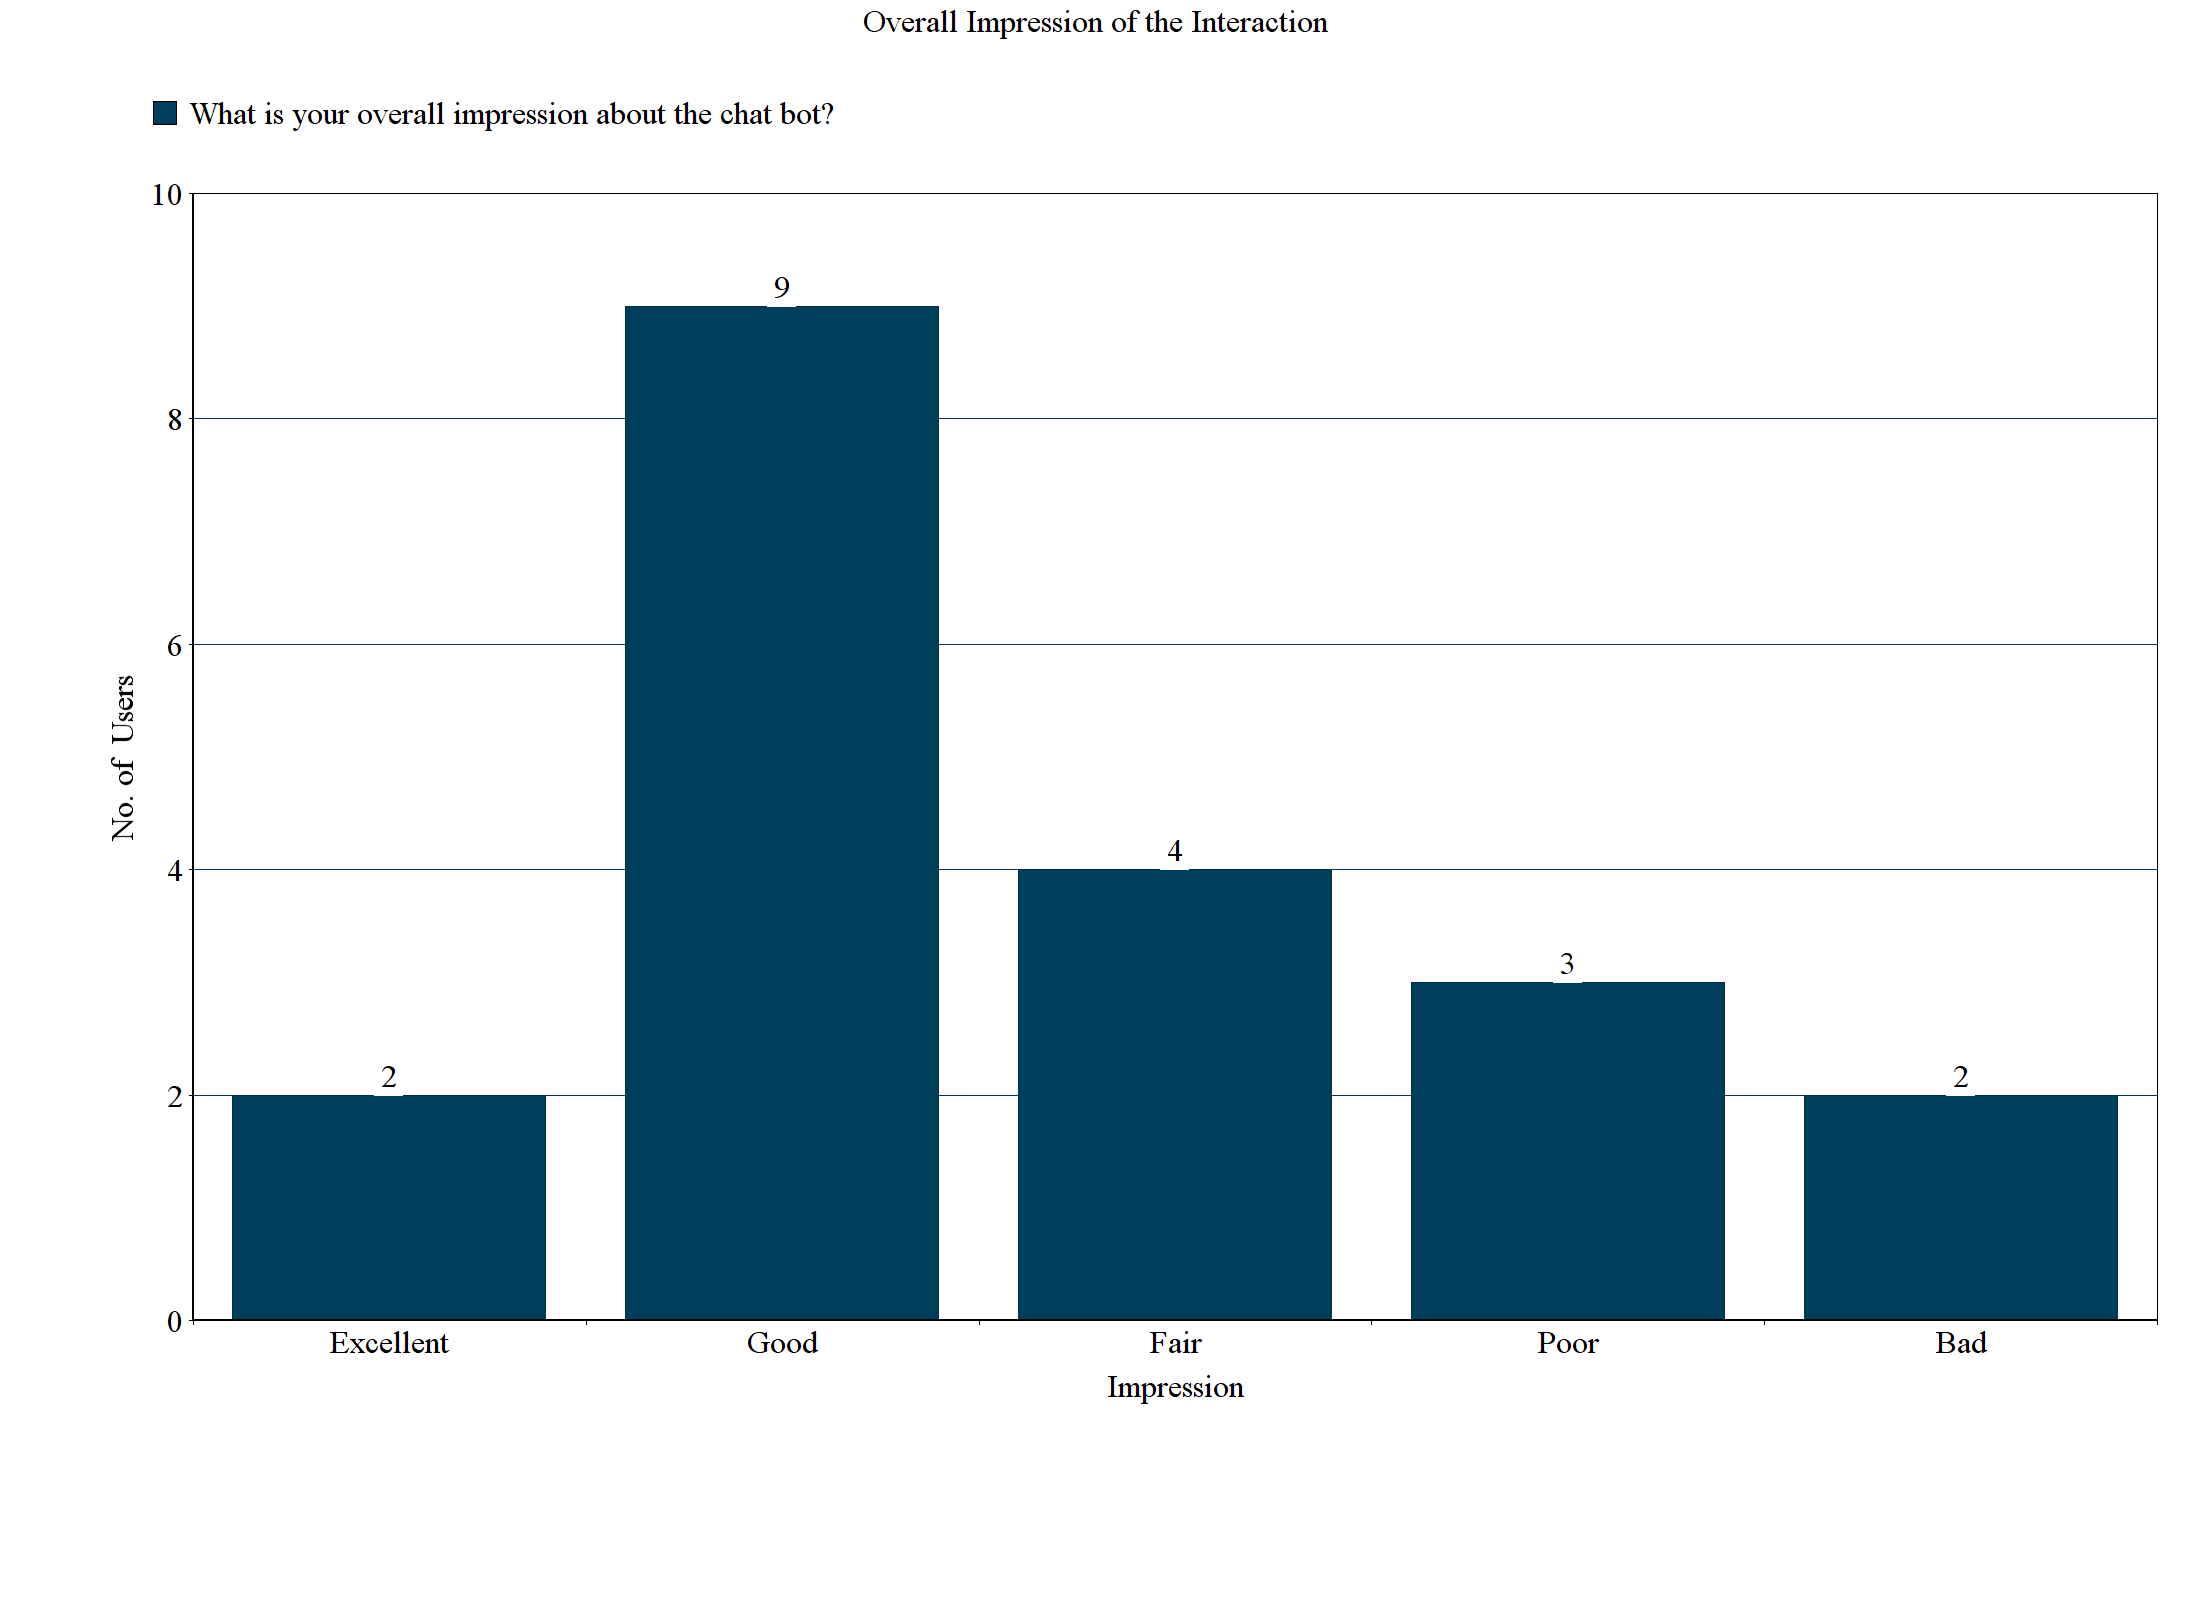 Overall Impression of the Interaction
What is your overall impression about the chat bot?
10
8
6
4
2
0
No. of Users
2
9
4
3
2
Excellent
Good
Fair
Poor
Bad
Impression